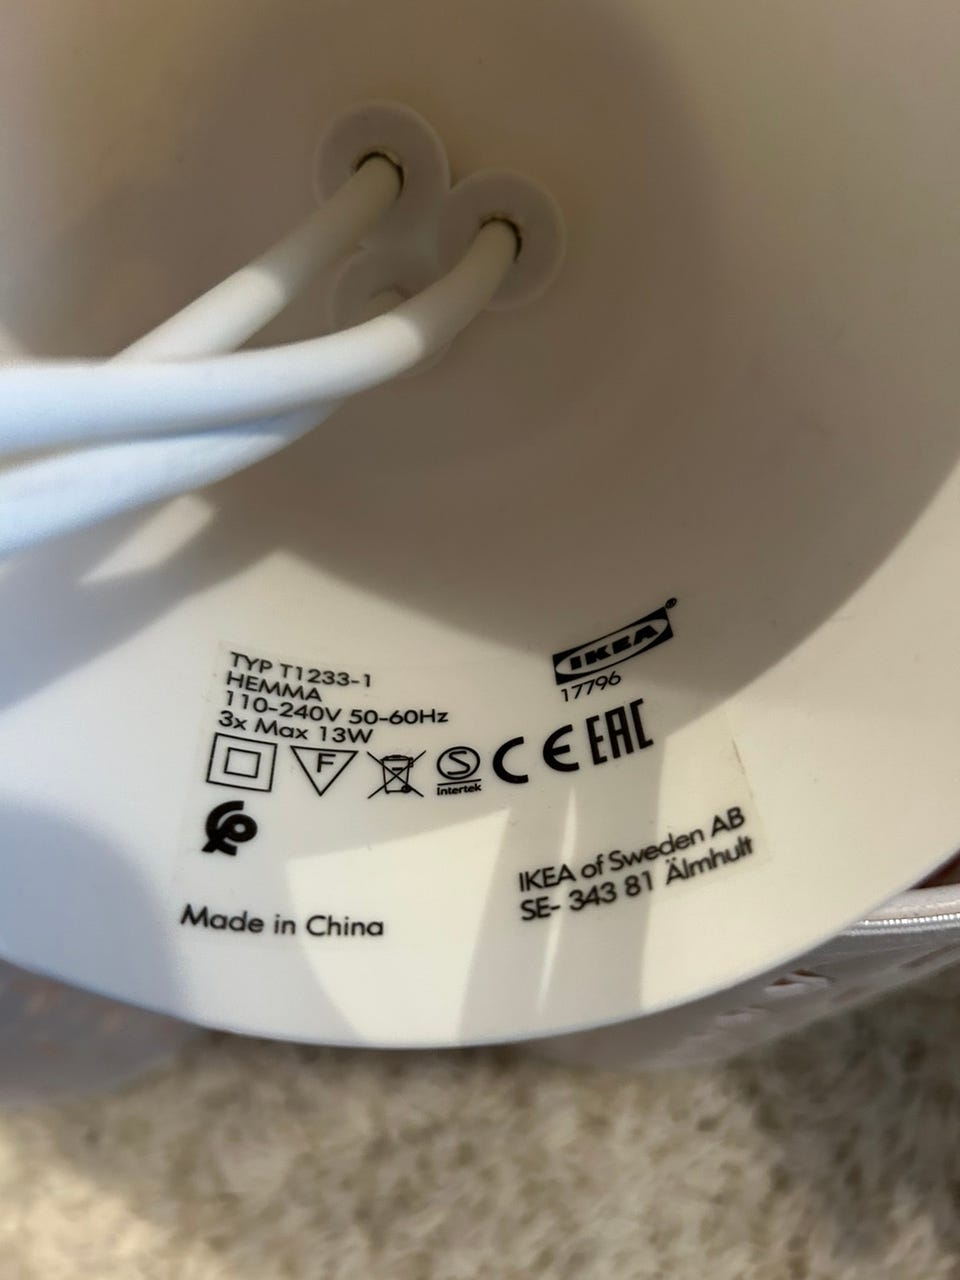 TYP T1233-1
HEMMA
110-240V 50-60Hz
3x Max 13W
IKEA®
17796
F
S
Intertek
CE
EAC
Made in China
IKEA of Sweden AB
SE- 343 81 Älmhult